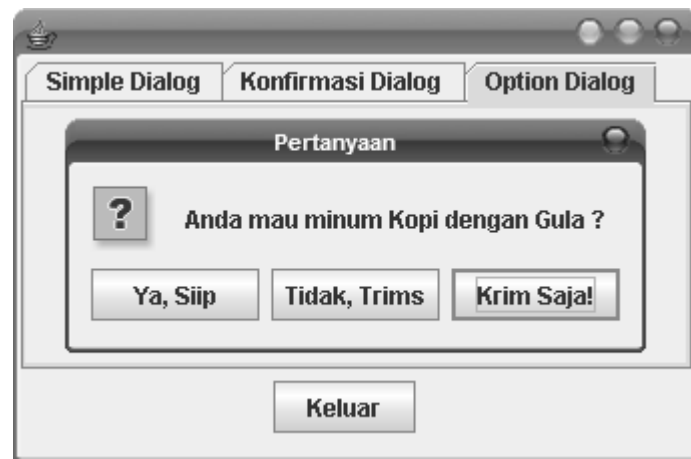 Simple Dialog Konfirmasi Dialog Option Dialog
Pertanyaan
? Anda mau minum Kopi dengan Gula ?
Ya, Siip Tidak, Trims Krim Saja!
Keluar